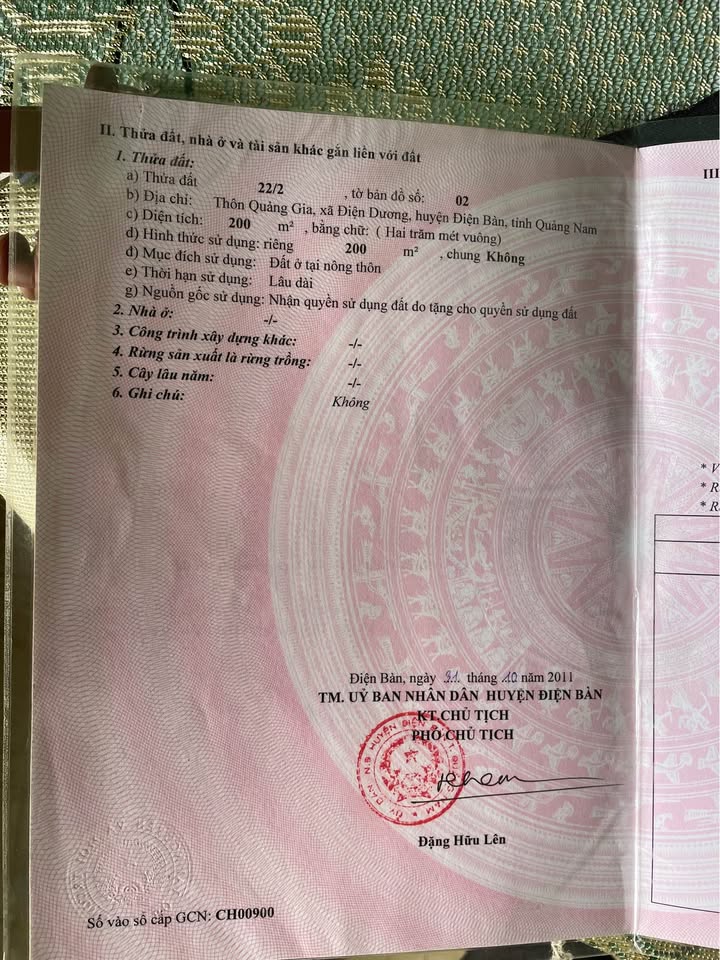 II. Thửa đất, nhà ở và tài sản khác gắn liền với đất
1. Thửa đất:
a) Thửa đất 22/2 , tờ bản đồ số: 02
b) Địa chỉ: Thôn Quảng Gia, xã Điện Dương, huyện Điện Bàn, tỉnh Quảng Nam
c) Diện tích: 200 m² , bằng chữ: ( Hai trăm mét vuông)
d) Hình thức sử dụng: riêng 200 m² , chung Không
đ) Mục đích sử dụng: Đất ở tại nông thôn
e) Thời hạn sử dụng: Lâu dài
g) Nguồn gốc sử dụng: Nhận quyền sử dụng đất do tặng cho quyền sử dụng đất
2. Nhà ở: -/-
3. Công trình xây dựng khác: -/-
4. Rừng sản xuất là rừng trồng: -/-
5. Cây lâu năm: -/-
6. Ghi chú: Không
III
* V
* R
* R
Điện Bàn, ngày 31 tháng 10 năm 2011
TM. UỶ BAN NHÂN DÂN HUYỆN ĐIỆN BÀN
KT.CHỦ TỊCH
PHÓ CHỦ TỊCH
Đặng Hữu Lên
Số vào sổ cấp GCN: CH00900